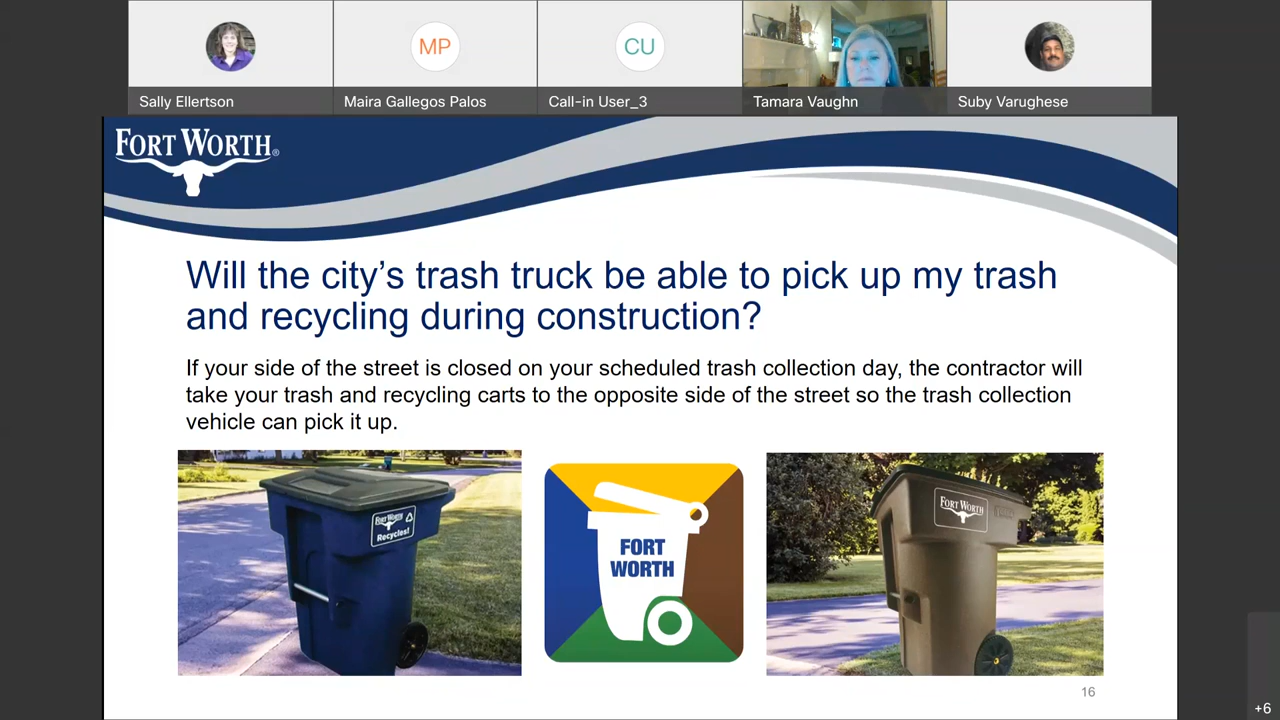 MP
CU
Sally Ellertson
Maira Gallegos Palos
Call-in User_3
Tamara Vaughn
Suby Varughese
FORT WORTH®
Will the city's trash truck be able to pick up my trash
and recycling during construction?
If your side of the street is closed on your scheduled trash collection day, the contractor will
take your trash and recycling carts to the opposite side of the street so the trash collection
vehicle can pick it up.
FORT WORTH
Recycles!
FORT
WORTH
FORT WORTH
16
+6